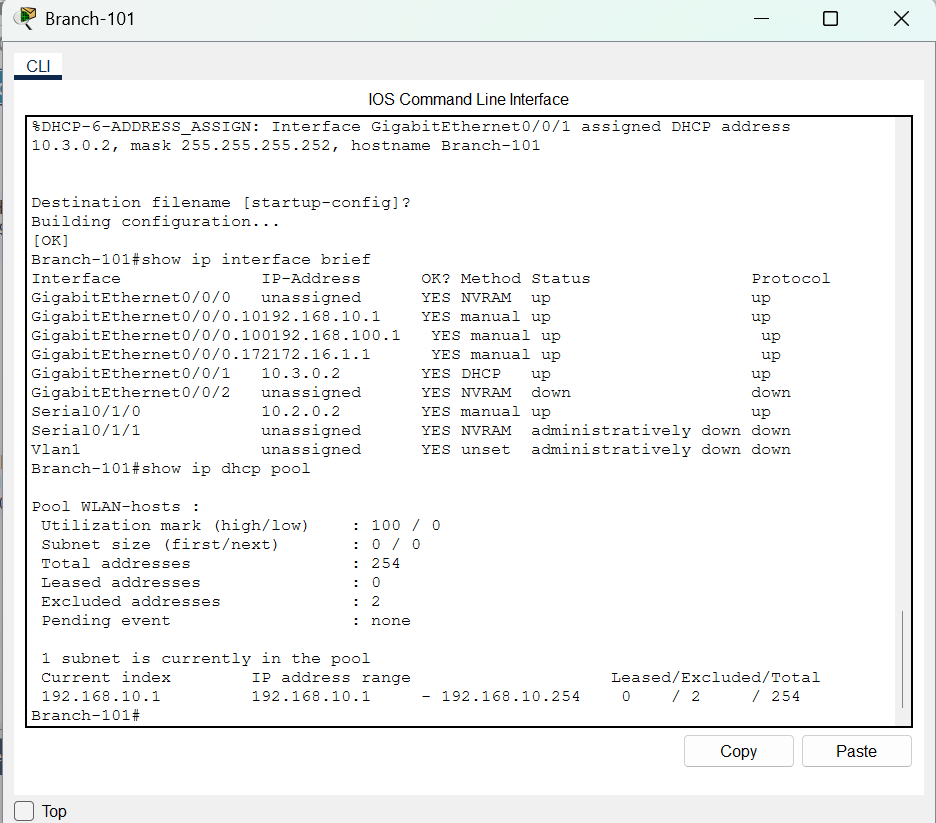 Branch-101
CLI
IOS Command Line Interface
%DHCP-6-ADDRESS_ASSIGN: Interface GigabitEthernet0/0/1 assigned DHCP address
10.3.0.2, mask 255.255.255.252, hostname Branch-101
Destination filename [startup-config]?
Building configuration...
[OK]
Branch-101#show ip interface brief
Interface              IP-Address      OK? Method Status                Protocol
GigabitEthernet0/0/0   unassigned      YES NVRAM  up                    up
GigabitEthernet0/0/0.10192.168.10.1    YES manual up                    up
GigabitEthernet0/0/0.100192.168.100.1   YES manual up                    up
GigabitEthernet0/0/0.172172.16.1.1      YES manual up                    up
GigabitEthernet0/0/1   10.3.0.2        YES DHCP   up                    up
GigabitEthernet0/0/2   unassigned      YES NVRAM  down                  down
Serial0/1/0            10.2.0.2        YES manual up                    up
Serial0/1/1            unassigned      YES NVRAM  administratively down down
Vlan1                  unassigned      YES unset  administratively down down
Branch-101#show ip dhcp pool
Pool WLAN-hosts :
 Utilization mark (high/low)    : 100 / 0
 Subnet size (first/next)       : 0 / 0
 Total addresses                : 254
 Leased addresses               : 0
 Excluded addresses             : 2
 Pending event                  : none
 1 subnet is currently in the pool
 Current index        IP address range                    Leased/Excluded/Total
 192.168.10.1         192.168.10.1     - 192.168.10.254    0    / 2     / 254
Branch-101#
Copy Paste
Top